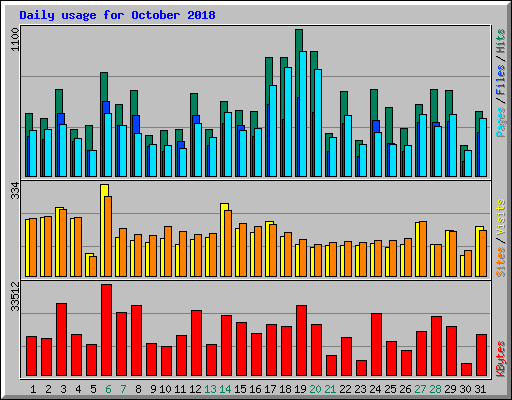 Daily usage for October 2018
1100
Pages / Files / Hits
334
Sites / Visits
33512
KBytes
1 2 3 4 5 6 7 8 9 10 11 12 13 14 15 16 17 18 19 20 21 22 23 24 25 26 27 28 29 30 31